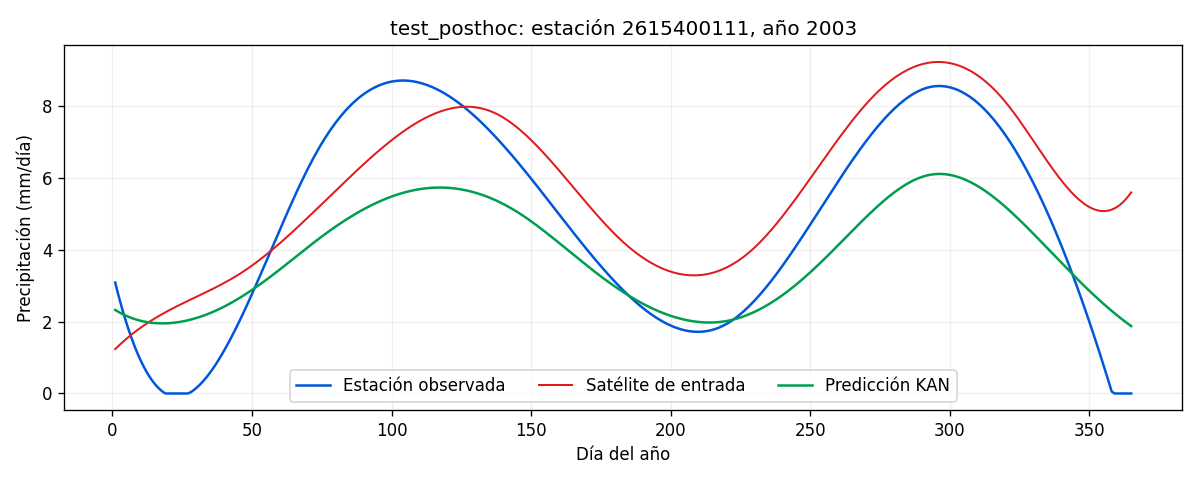 test_posthoc: estación 2615400111, año 2003
Precipitación (mm/día)
8
6
4
2
0
Estación observada
Satélite de entrada
Predicción KAN
0
50
100
150
200
250
300
350
Día del año